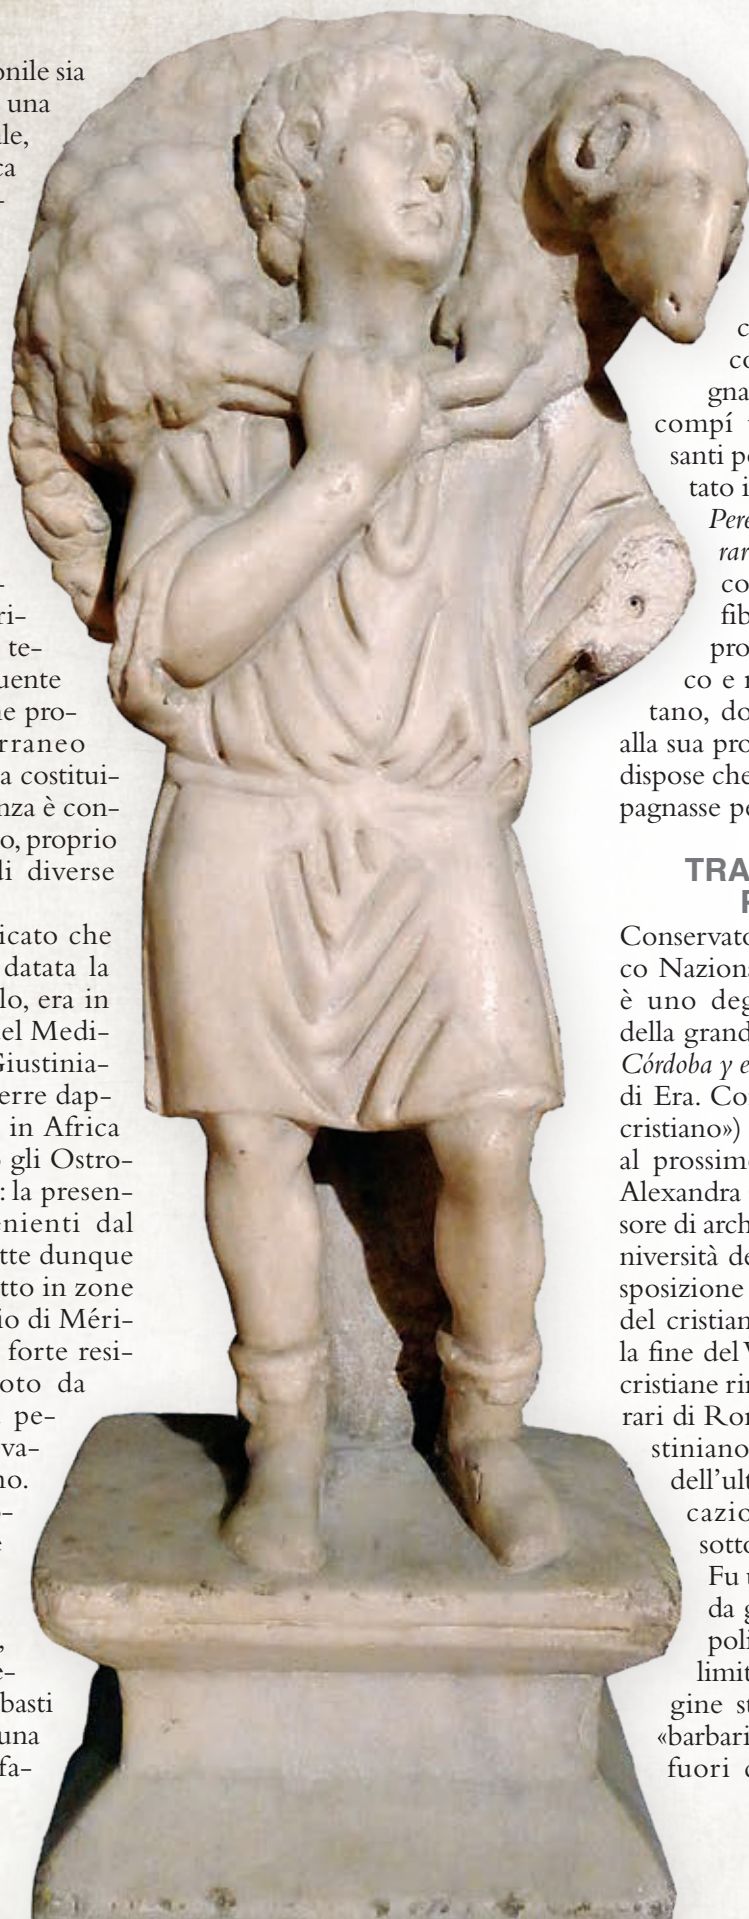 onile sia
una
le,
ca
-
-
ri-
te-
uente
ne pro-
rraneo
a costitui-
nza è con-
o, proprio
di diverse
icato che
datata la
lo, era in
el Medi-
Giustinia-
erre dap-
in Africa
gli Ostro-
: la presen-
enienti dal
tte dunque
tto in zone
io di Méri-
forte resi-
oto da
pe-
va-
no.
-
e
,
e-
basti
una
fa-
c
co
gna
compí
santi po
tato i
Pere
rar
co
fib
pro
co e r
tano, do
alla sua pro
dispose che
pagnasse pe
TRA
Conservato
co Naziona
è uno deg
della grand
Córdoba y e
di Era. Co
cristiano»)
al prossimo
Alexandra
sore di arch
niversità de
sposizione
del cristian
la fine del V
cristiane rin
rari di Ron
stiniano
dell'ult
cazio
sotto
Fu u
da g
poli
limit
gine st
«barbari
fuori d